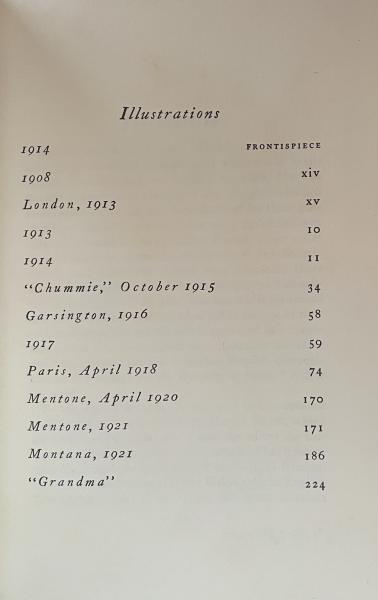 Illustrations
1914 FRONTISPIECE
1908 xiv
London, 1913 xv
1913 10
1914 11
“Chummie,” October 1915 34
Garsington, 1916 58
1917 59
Paris, April 1918 74
Mentone, April 1920 170
Mentone, 1921 171
Montana, 1921 186
“Grandma” 224